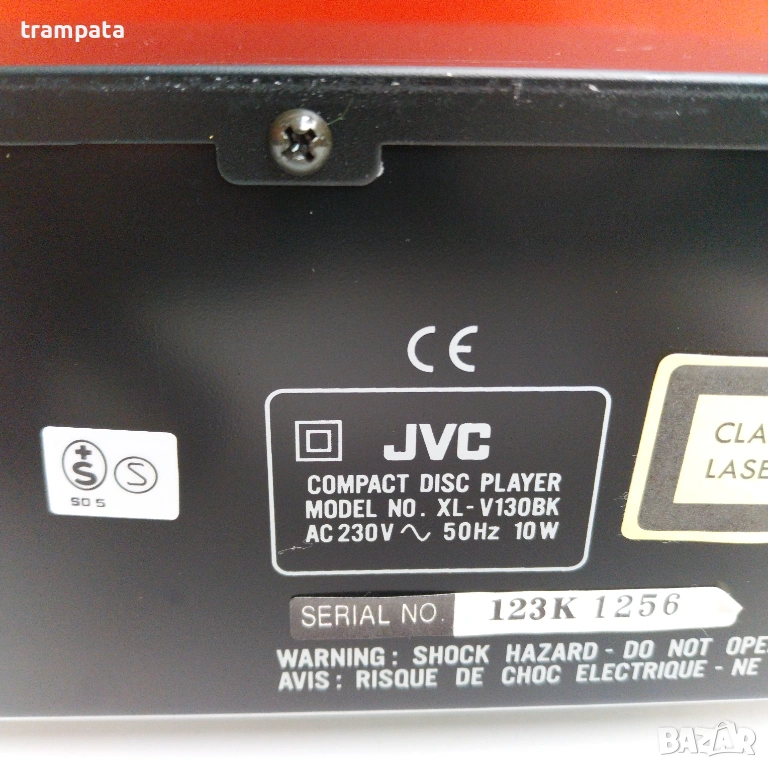 trampata
CE
+
S
S
SO 5
JVC
COMPACT DISC PLAYER
MODEL NO. XL-V130BK
AC 230V ∿ 50Hz 10W
CLA
LASE
SERIAL NO. 123K 1256
WARNING: SHOCK HAZARD - DO NOT OPE
AVIS: RISQUE DE CHOC ELECTRIQUE - NE
BAZAR